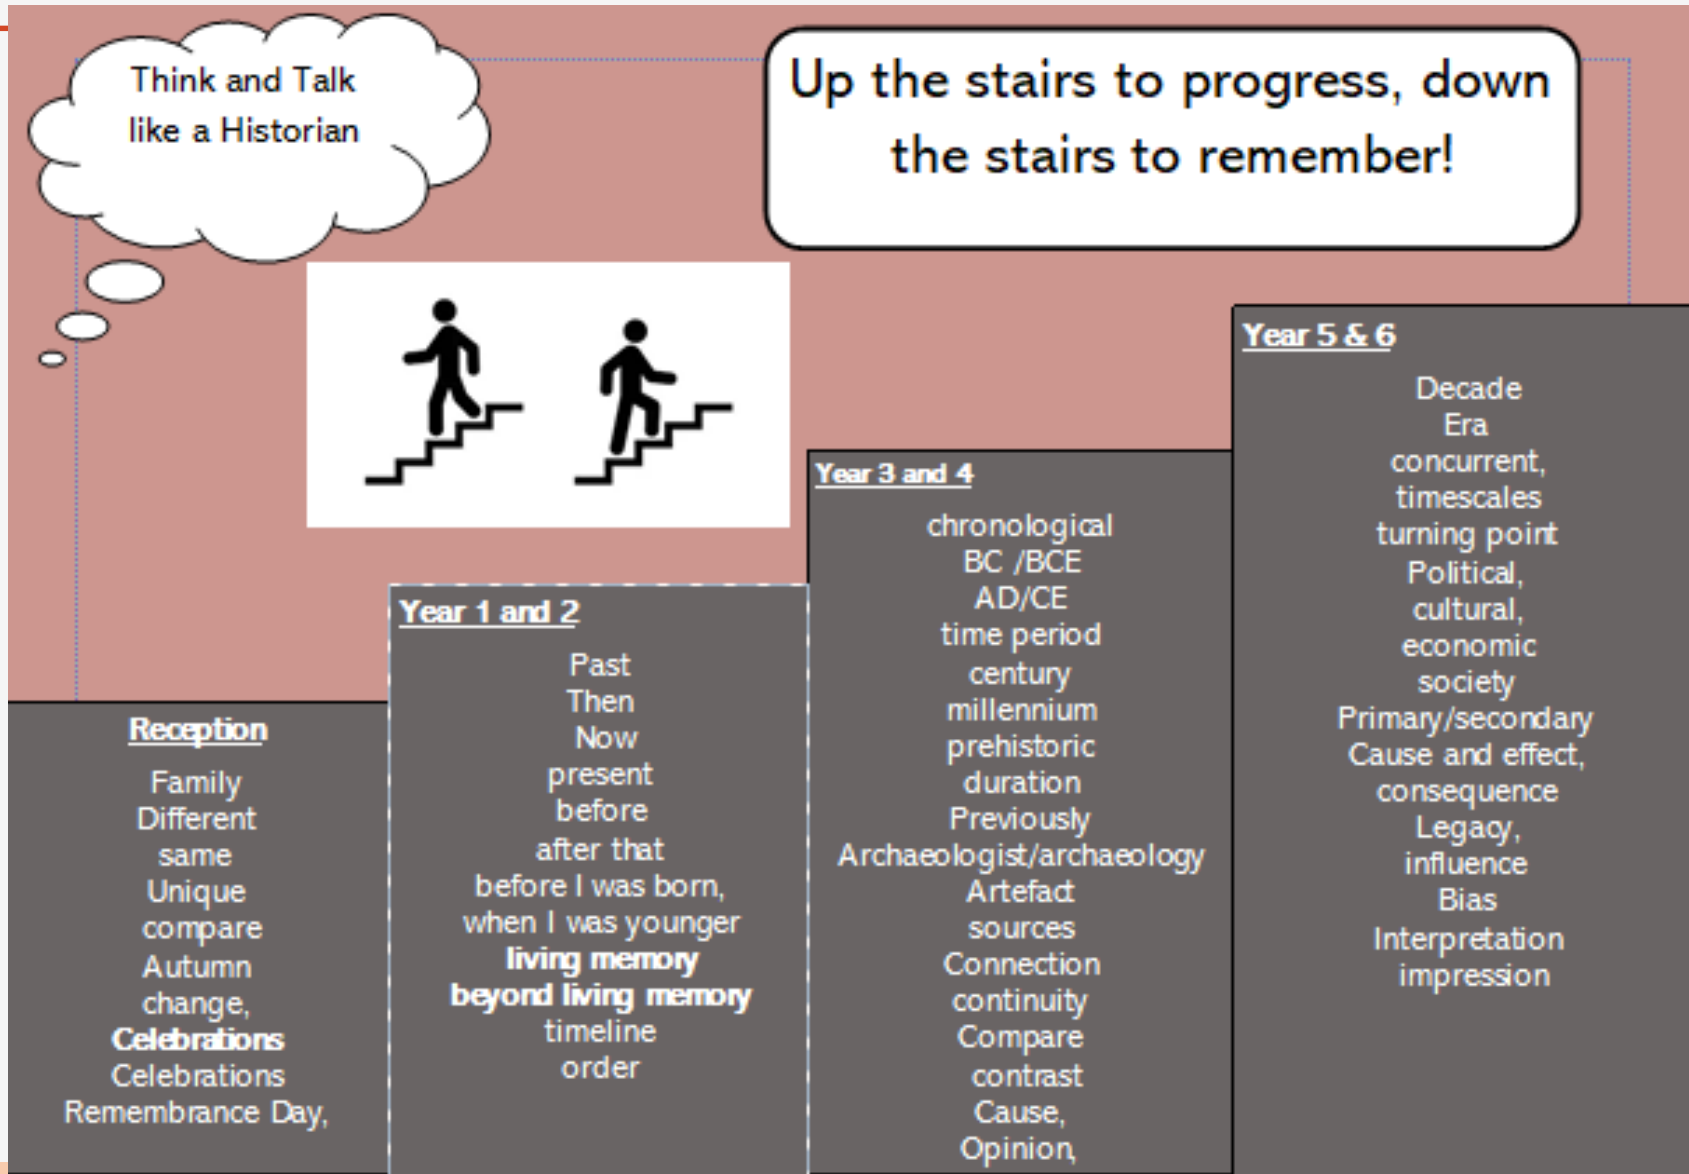 Think and Talk
like a Historian
Up the stairs to progress, down
the stairs to remember!
Reception
Family
Different
same
Unique
compare
Autumn
change,
Celebrations
Celebrations
Remembrance Day,
Year 1 and 2
Past
Then
Now
present
before
after that
before I was born,
when I was younger
living memory
beyond living memory
timeline
order
Year 3 and 4
chronological
BC /BCE
AD/CE
time period
century
millennium
prehistoric
duration
Previously
Archaeologist/archaeology
Artefact
sources
Connection
continuity
Compare
contrast
Cause,
Opinion,
Year 5 & 6
Decade
Era
concurrent,
timescales
turning point
Political,
cultural,
economic
society
Primary/secondary
Cause and effect,
consequence
Legacy,
influence
Bias
Interpretation
impression